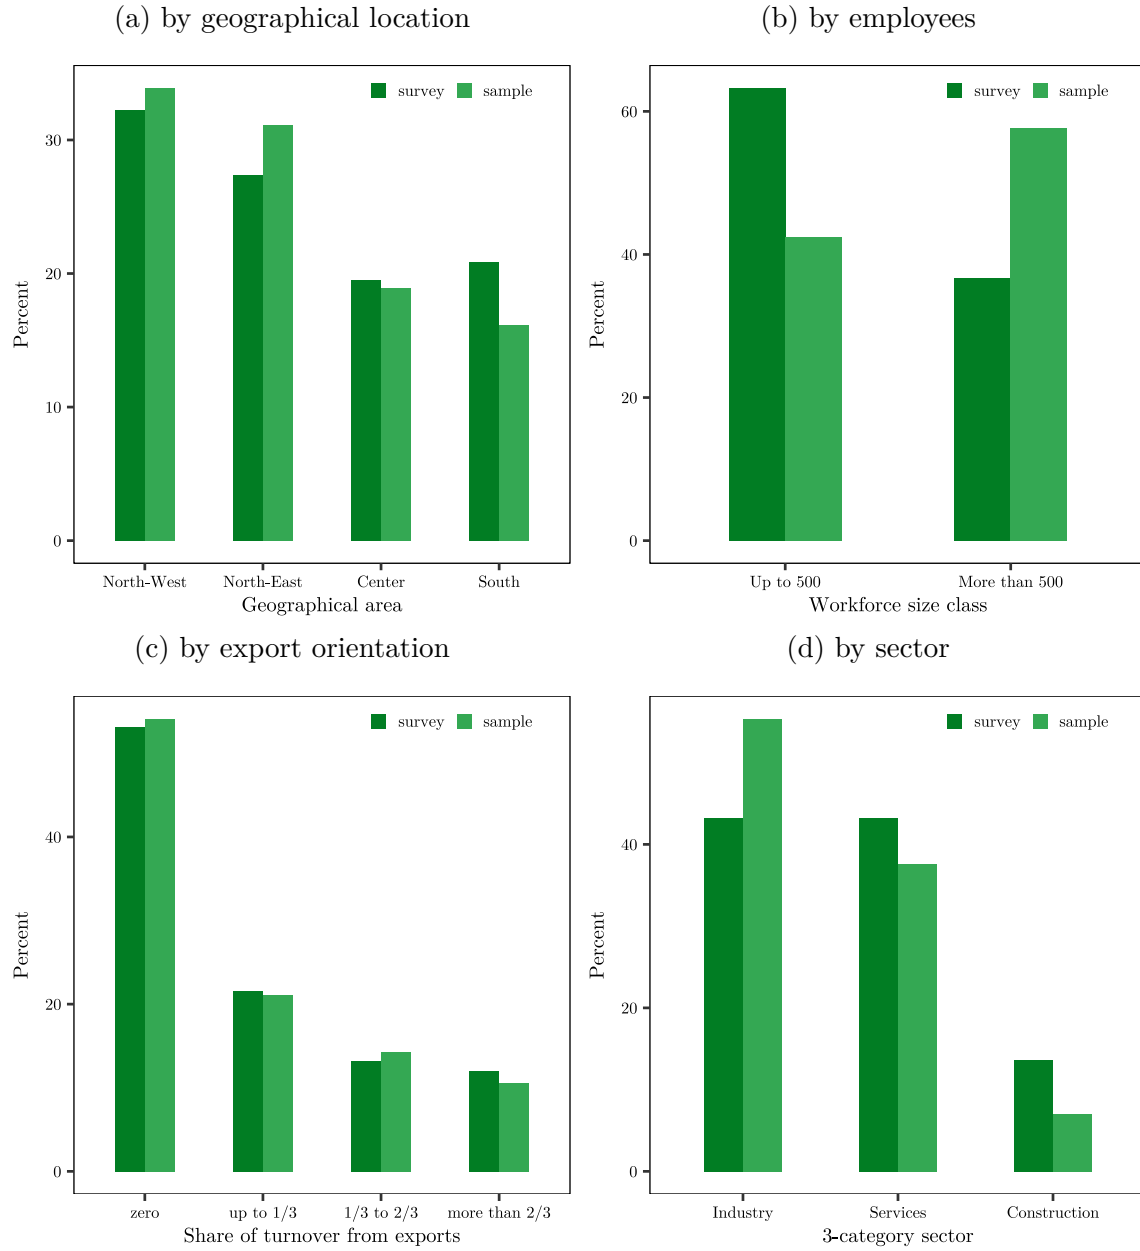 (a) by geographical location
survey sample
30
20
10
0
Percent
North-West North-East Center South
Geographical area
(b) by employees
survey sample
60
40
20
0
Percent
Up to 500 More than 500
Workforce size class
(c) by export orientation
survey sample
40
20
0
Percent
zero up to 1/3 1/3 to 2/3 more than 2/3
Share of turnover from exports
(d) by sector
survey sample
40
20
0
Percent
Industry Services Construction
3-category sector